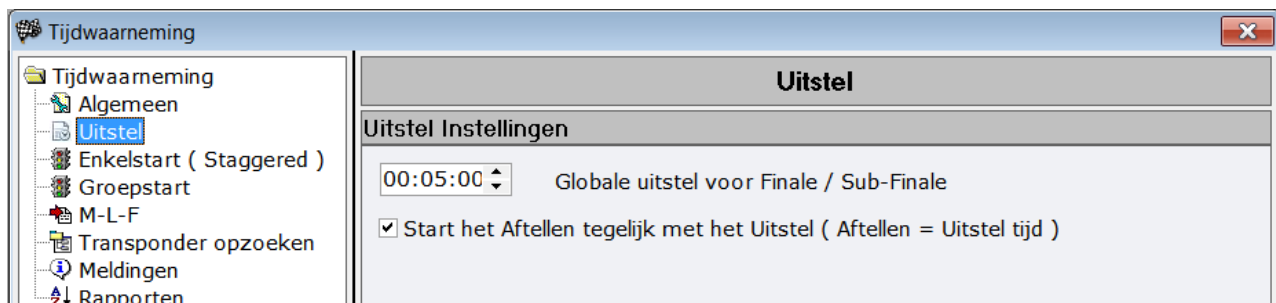 Tijdwaarneming
Tijdwaarneming
Algemeen
Uitstel
Enkelstart ( Staggered )
Groepstart
M-L-F
Transponder opzoeken
Meldingen
Rapporten
Uitstel
Uitstel Instellingen
00:05:00 Globale uitstel voor Finale / Sub-Finale
Start het Aftellen tegelijk met het Uitstel ( Aftellen = Uitstel tijd )